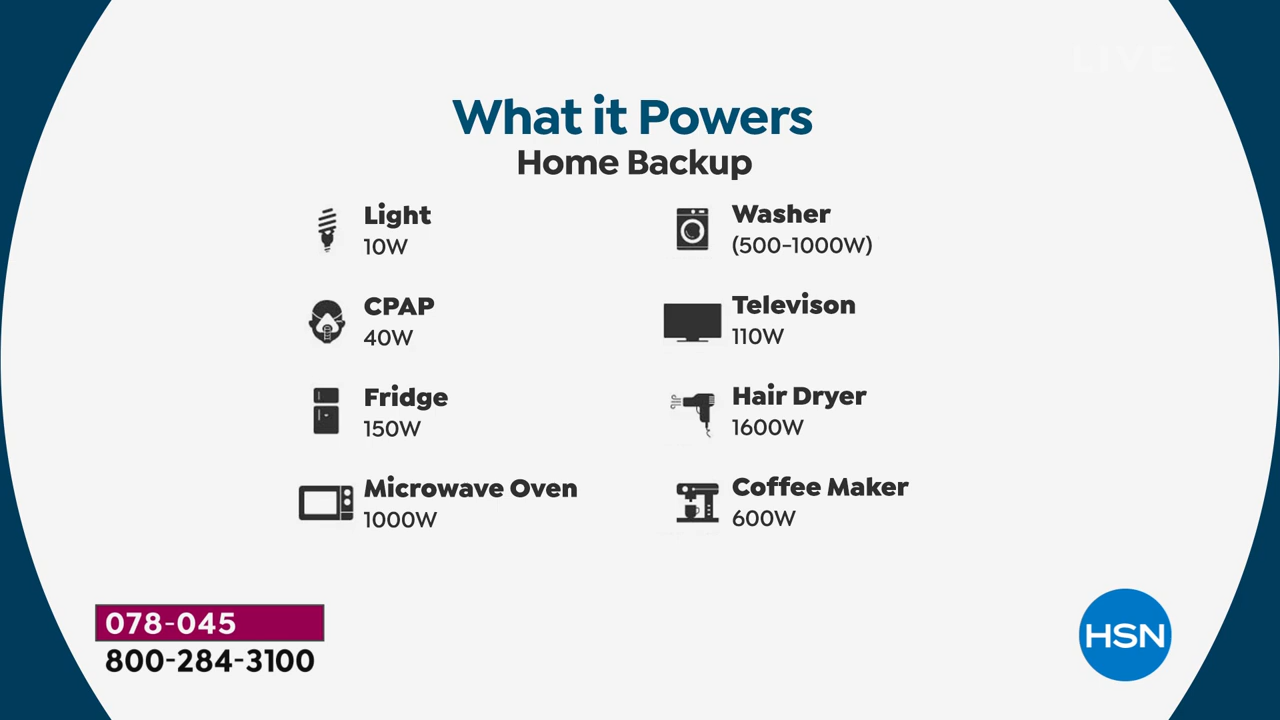 LIVE
What it Powers
Home Backup
Light
10W
CPAP
40W
Fridge
150W
Microwave Oven
1000W
Washer
(500-1000W)
Televison
110W
Hair Dryer
1600W
Coffee Maker
600W
078-045
800-284-3100
HSN